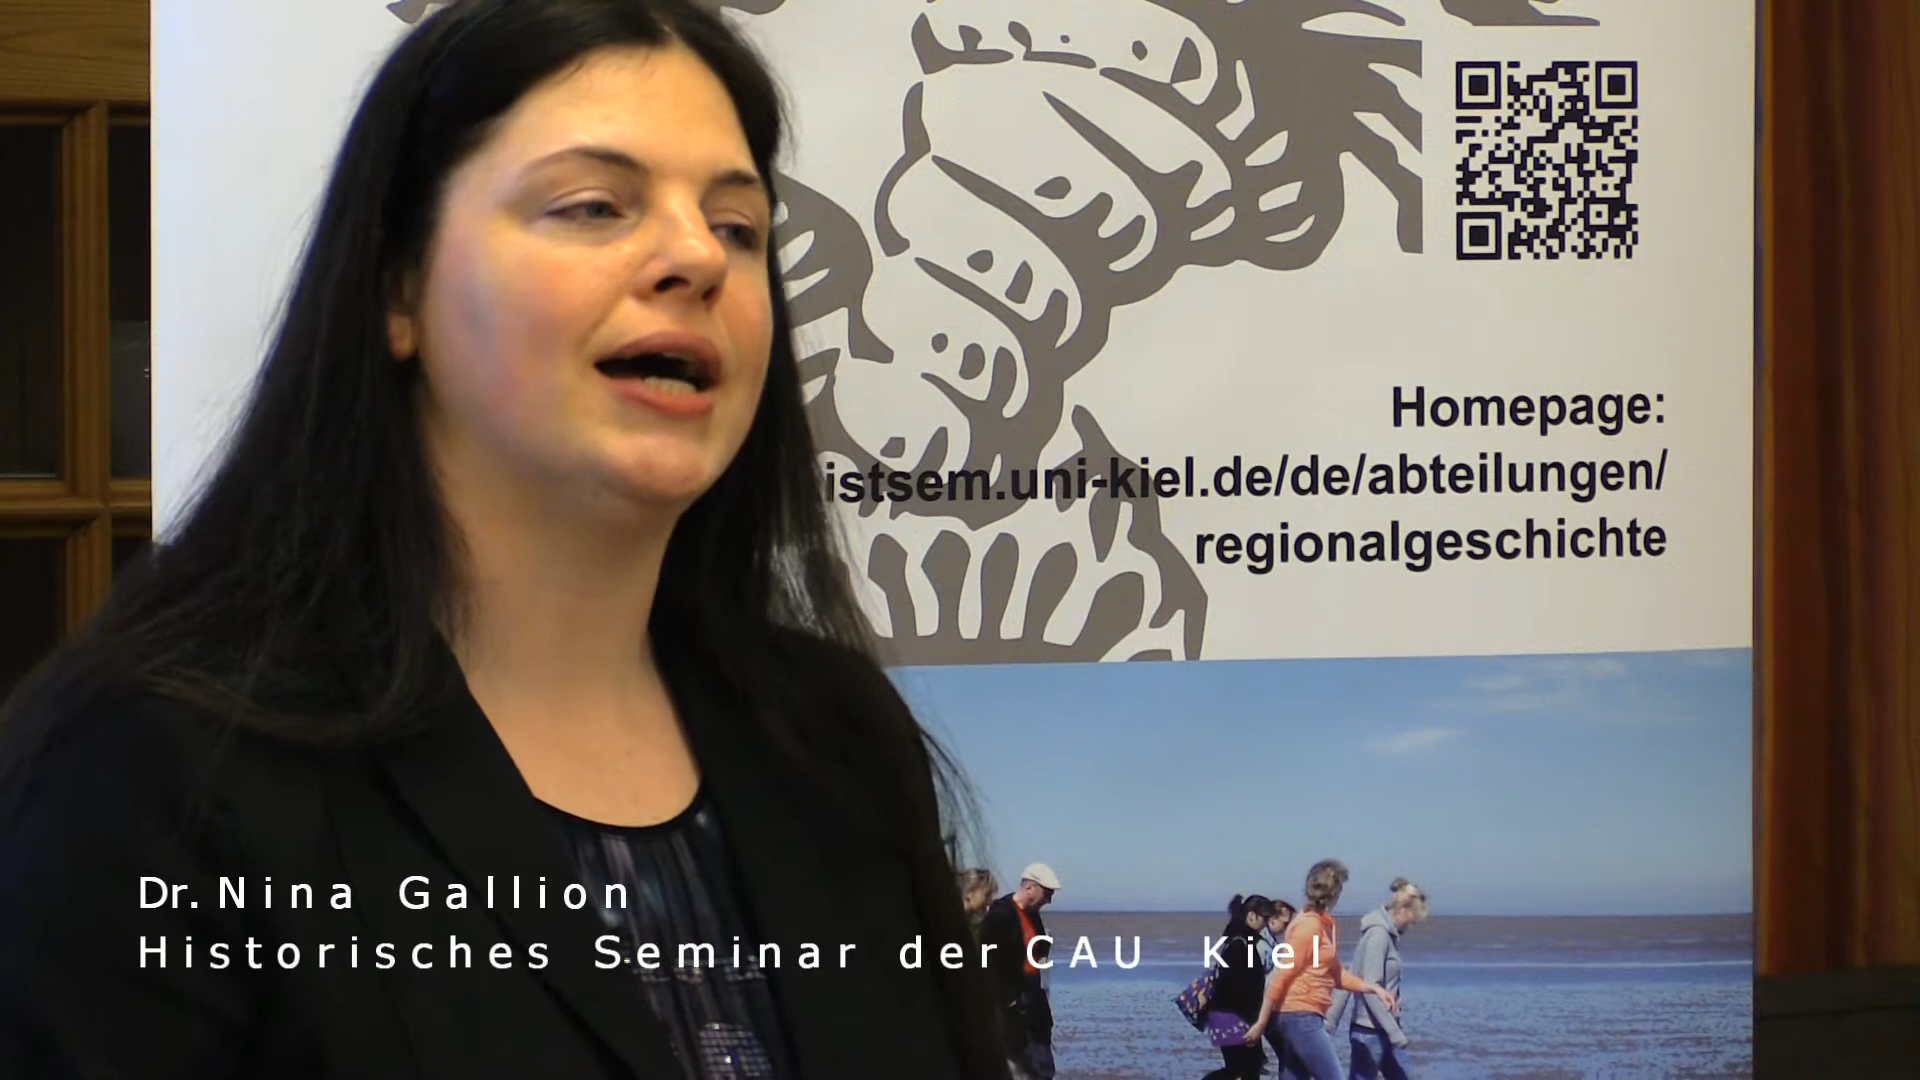 Homepage:
istsem.uni-kiel.de/de/abteilungen/
regionalgeschichte
Dr. Nina Gallion
Historisches Seminar der CAU Kiel